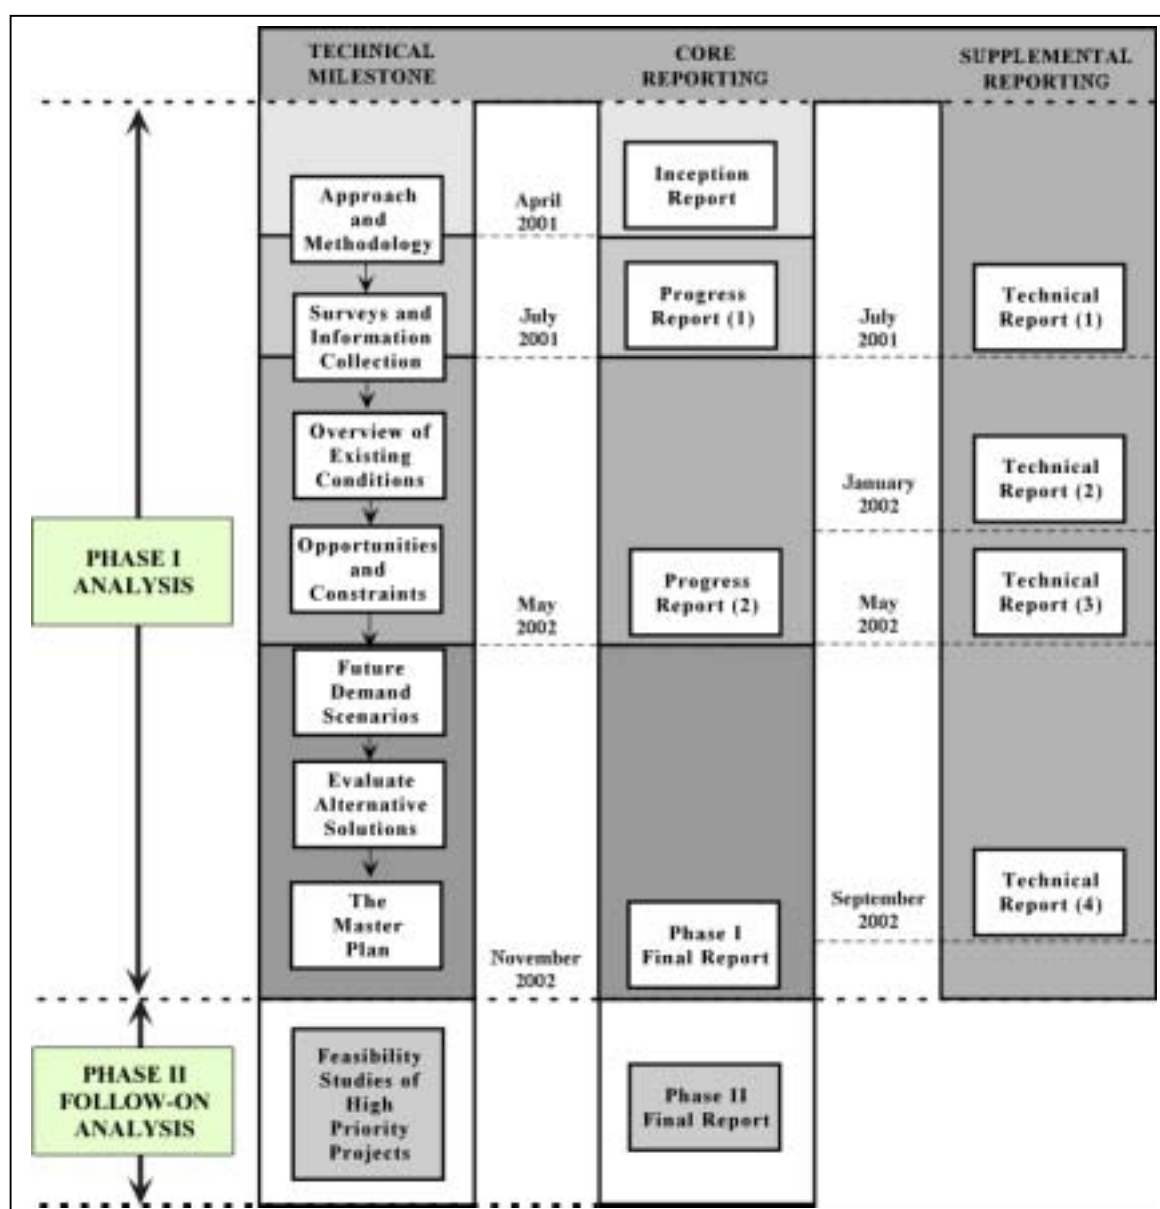 TECHNICAL
MILESTONE
CORE
REPORTING
SUPPLEMENTAL
REPORTING
PHASE I
ANALYSIS
Approach
and
Methodology
April
2001
Inception
Report
Surveys and
Information
Collection
July
2001
Progress
Report (1)
July
2001
Technical
Report (1)
Overview of
Existing
Conditions
January
2002
Technical
Report (2)
Opportunities
and
Constraints
May
2002
Progress
Report (2)
May
2002
Technical
Report (3)
Future
Demand
Scenarios
Evaluate
Alternative
Solutions
The
Master
Plan
November
2002
Phase I
Final Report
September
2002
Technical
Report (4)
PHASE II
FOLLOW-ON
ANALYSIS
Feasibility
Studies of
High
Priority
Projects
Phase II
Final Report